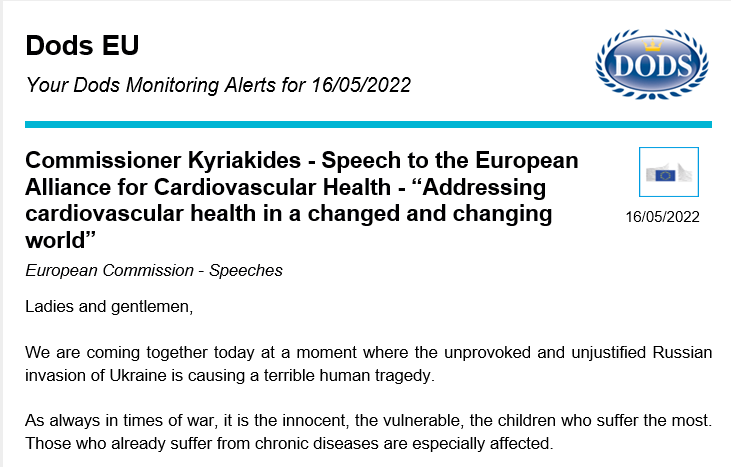 Dods EU
Your Dods Monitoring Alerts for 16/05/2022
DODS
Commissioner Kyriakides - Speech to the European
Alliance for Cardiovascular Health - “Addressing
cardiovascular health in a changed and changing
world”
16/05/2022
European Commission - Speeches
Ladies and gentlemen,
We are coming together today at a moment where the unprovoked and unjustified Russian
invasion of Ukraine is causing a terrible human tragedy.
As always in times of war, it is the innocent, the vulnerable, the children who suffer the most.
Those who already suffer from chronic diseases are especially affected.